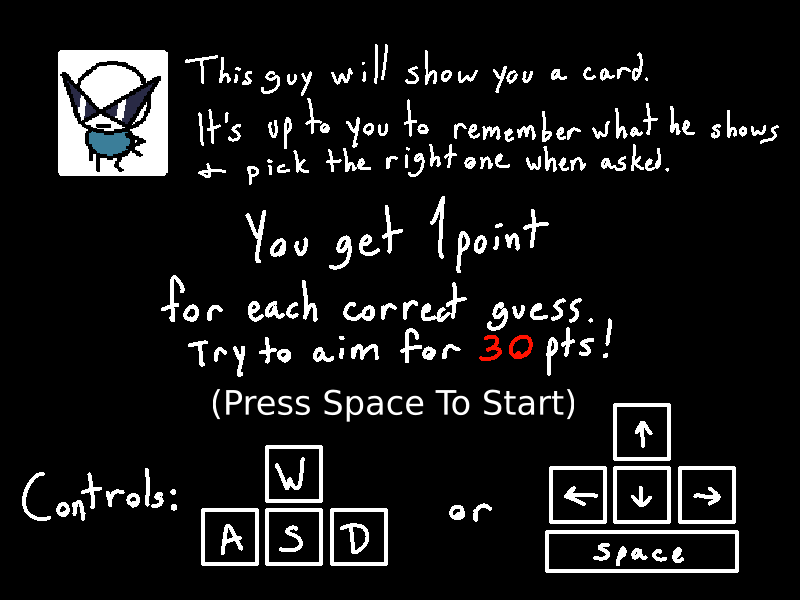 This guy will show you a card.
It's up to you to remember what he shows
& pick the right one when asked.
You get 1 point
for each correct guess.
Try to aim for 30 pts!
(Press Space To Start)
Controls:
W
A S D
or
↑
← ↓ →
space